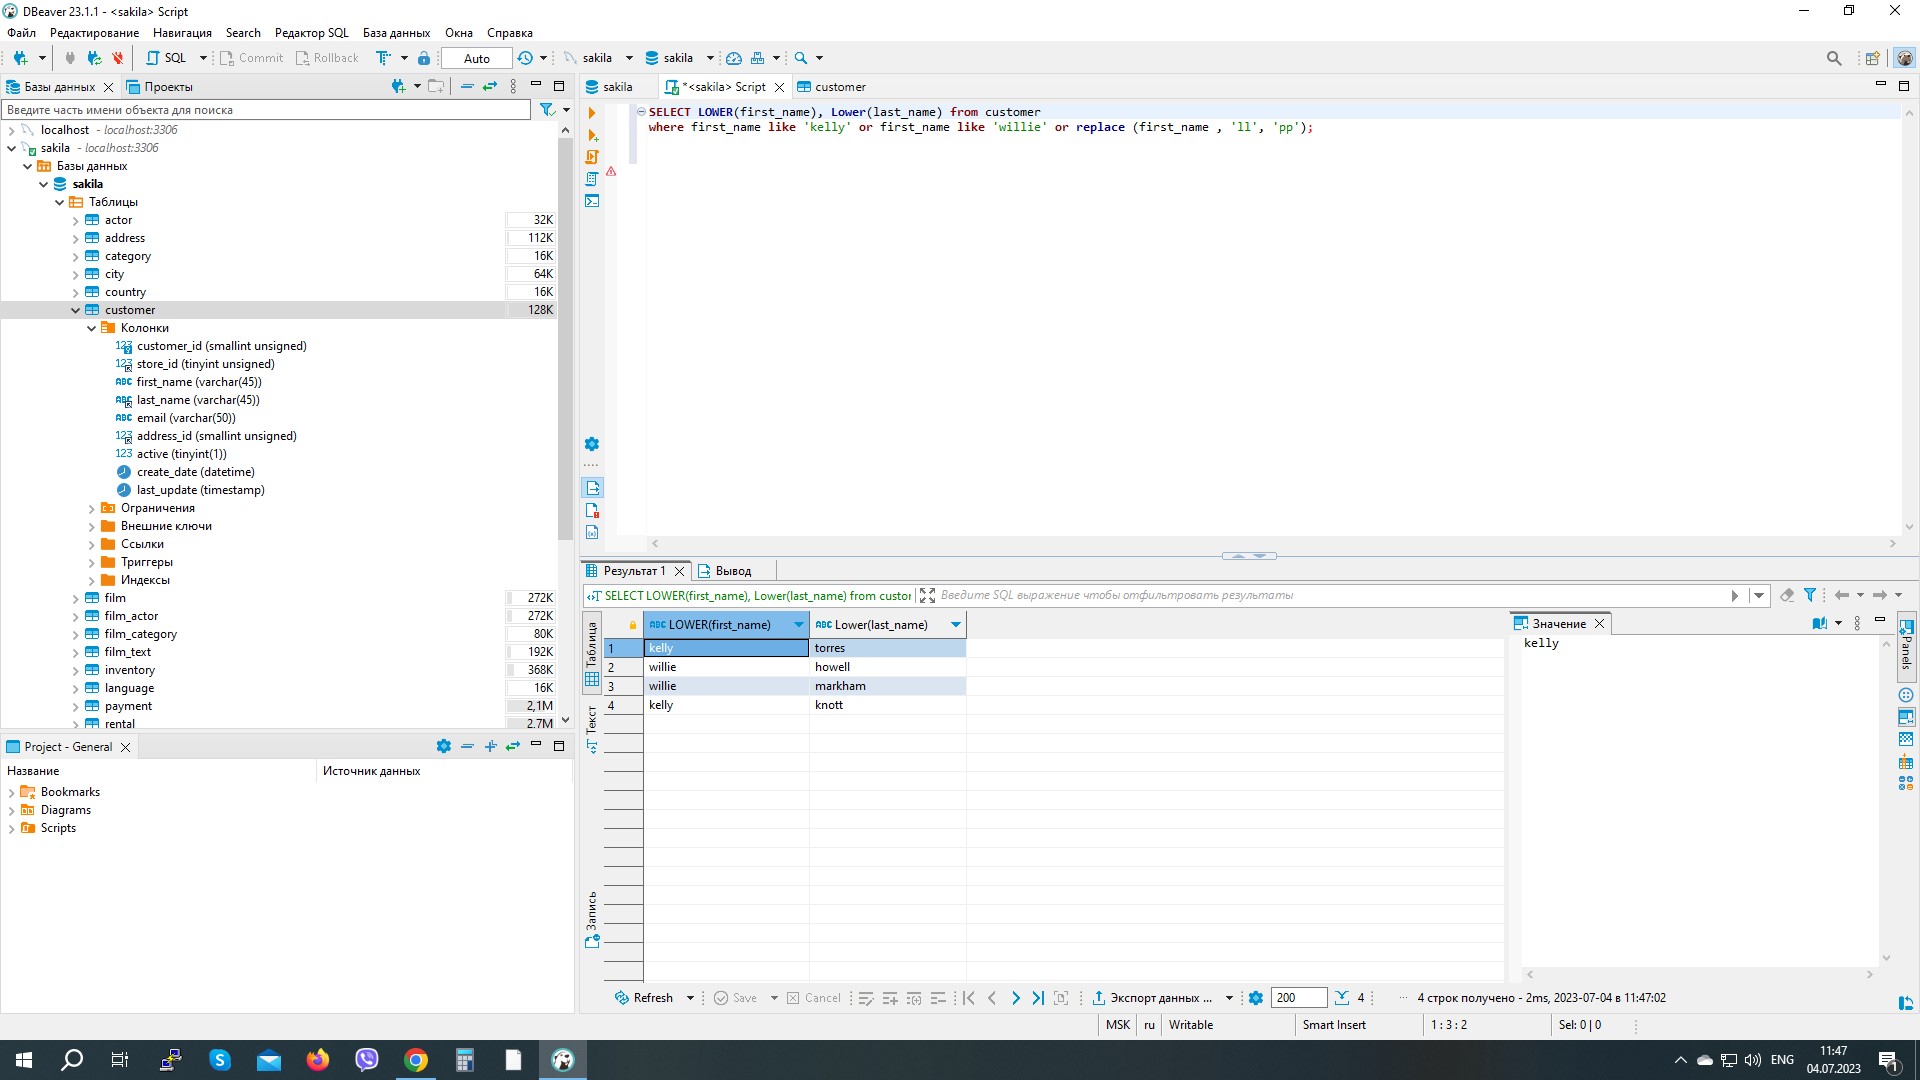 DBeaver 23.1.1 - <sakila> Script
Файл Редактирование Навигация Search Редактор SQL База данных Окна Справка
SQL Commit Rollback Auto sakila sakila
Базы данных Проекты
Введите часть имени объекта для поиска
localhost - localhost:3306
sakila - localhost:3306
Базы данных
sakila
Таблицы
actor 32K
address 112K
category 16K
city 64K
country 16K
customer 128K
Колонки
customer_id (smallint unsigned)
store_id (tinyint unsigned)
first_name (varchar(45))
last_name (varchar(45))
email (varchar(50))
address_id (smallint unsigned)
active (tinyint(1))
create_date (datetime)
last_update (timestamp)
Ограничения
Внешние ключи
Ссылки
Триггеры
Индексы
film 272K
film_actor 272K
film_category 80K
film_text 192K
inventory 368K
language 16K
payment 2,1M
rental 2,7M
Project - General
Название Источник данных
Bookmarks
Diagrams
Scripts
sakila *<sakila> Script customer
SELECT LOWER(first_name), Lower(last_name) from customer
where first_name like 'kelly' or first_name like 'willie' or replace (first_name , 'll', 'pp');
Результат 1 Вывод
SELECT LOWER(first_name), Lower(last_name) from custor Введите SQL выражение чтобы отфильтровать результаты
Таблица
Текст
Запись
LOWER(first_name) Lower(last_name)
1 kelly torres
2 willie howell
3 willie markham
4 kelly knott
Значение
kelly
Panels
Refresh Save Cancel Экспорт данных ... 200 4 4 строк получено - 2ms, 2023-07-04 в 11:47:02
MSK ru Writable Smart Insert 1 : 3 : 2 Sel: 0 | 0
ENG 11:47
04.07.2023
1